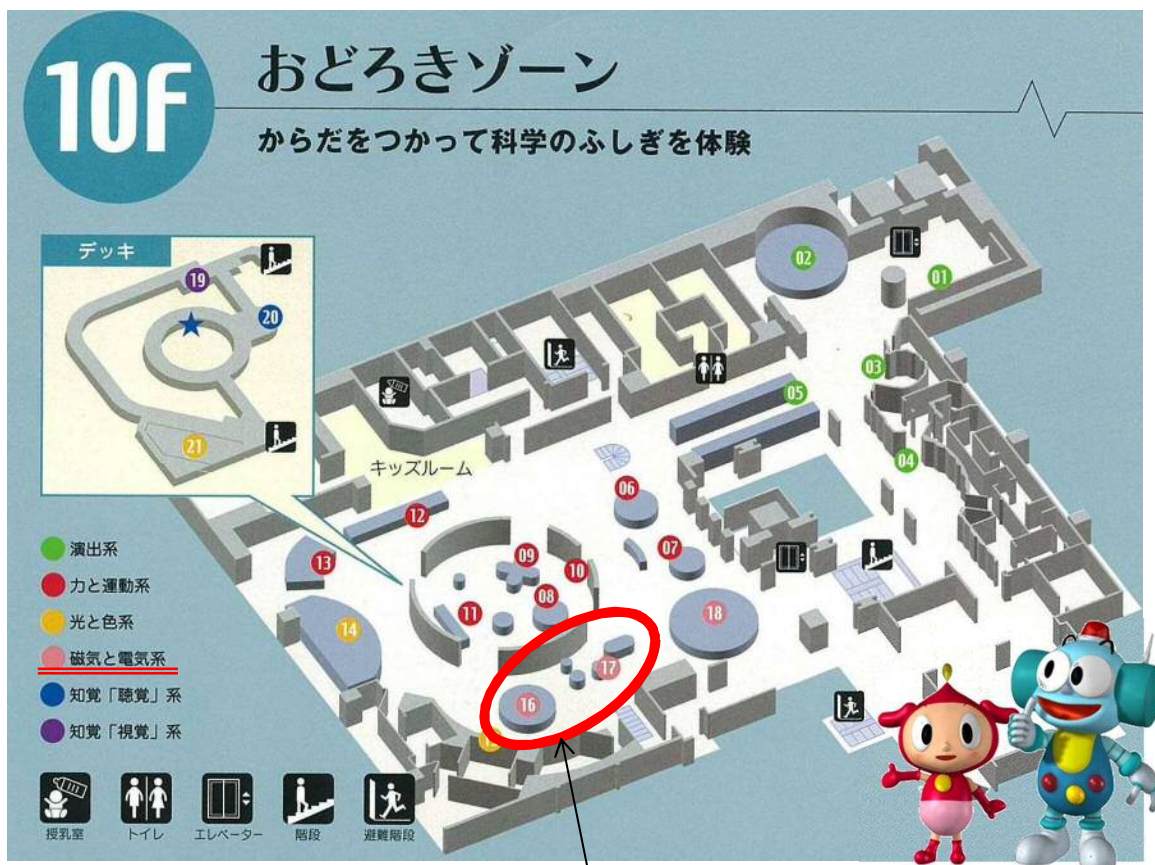 10F
おどろきゾーン
からだをつかって科学のふしぎを体験
デッキ
19
20
21
02
01
03
05
04
キッズルーム
06
12
07
13
09
10
08
11
14
18
17
16
演出系
力と運動系
光と色系
磁気と電気系
知覚「聴覚」系
知覚「視覚」系
授乳室
トイレ
エレベーター
階段
避難階段